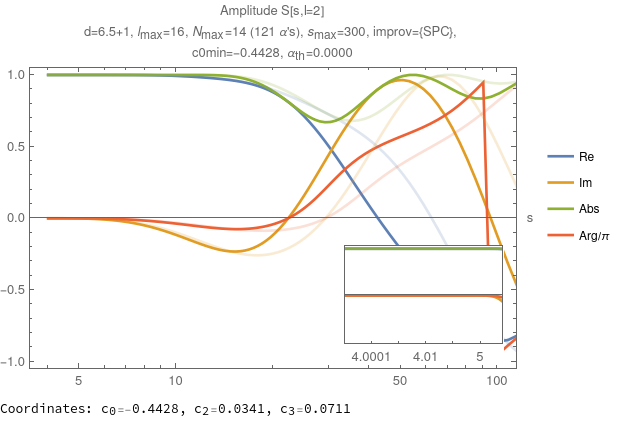 Amplitude S[s,l=2]
d=6.5+1, lmax=16, Nmax=14 (121 α's), smax=300, improv={SPC},
c0min=-0.4428, αth=0.0000
1.0
0.5
0.0
-0.5
-1.0
5
10
50
100
s
4.0001
4.01
5
Re
Im
Abs
Arg/π
Coordinates: c0=-0.4428, c2=0.0341, c3=0.0711